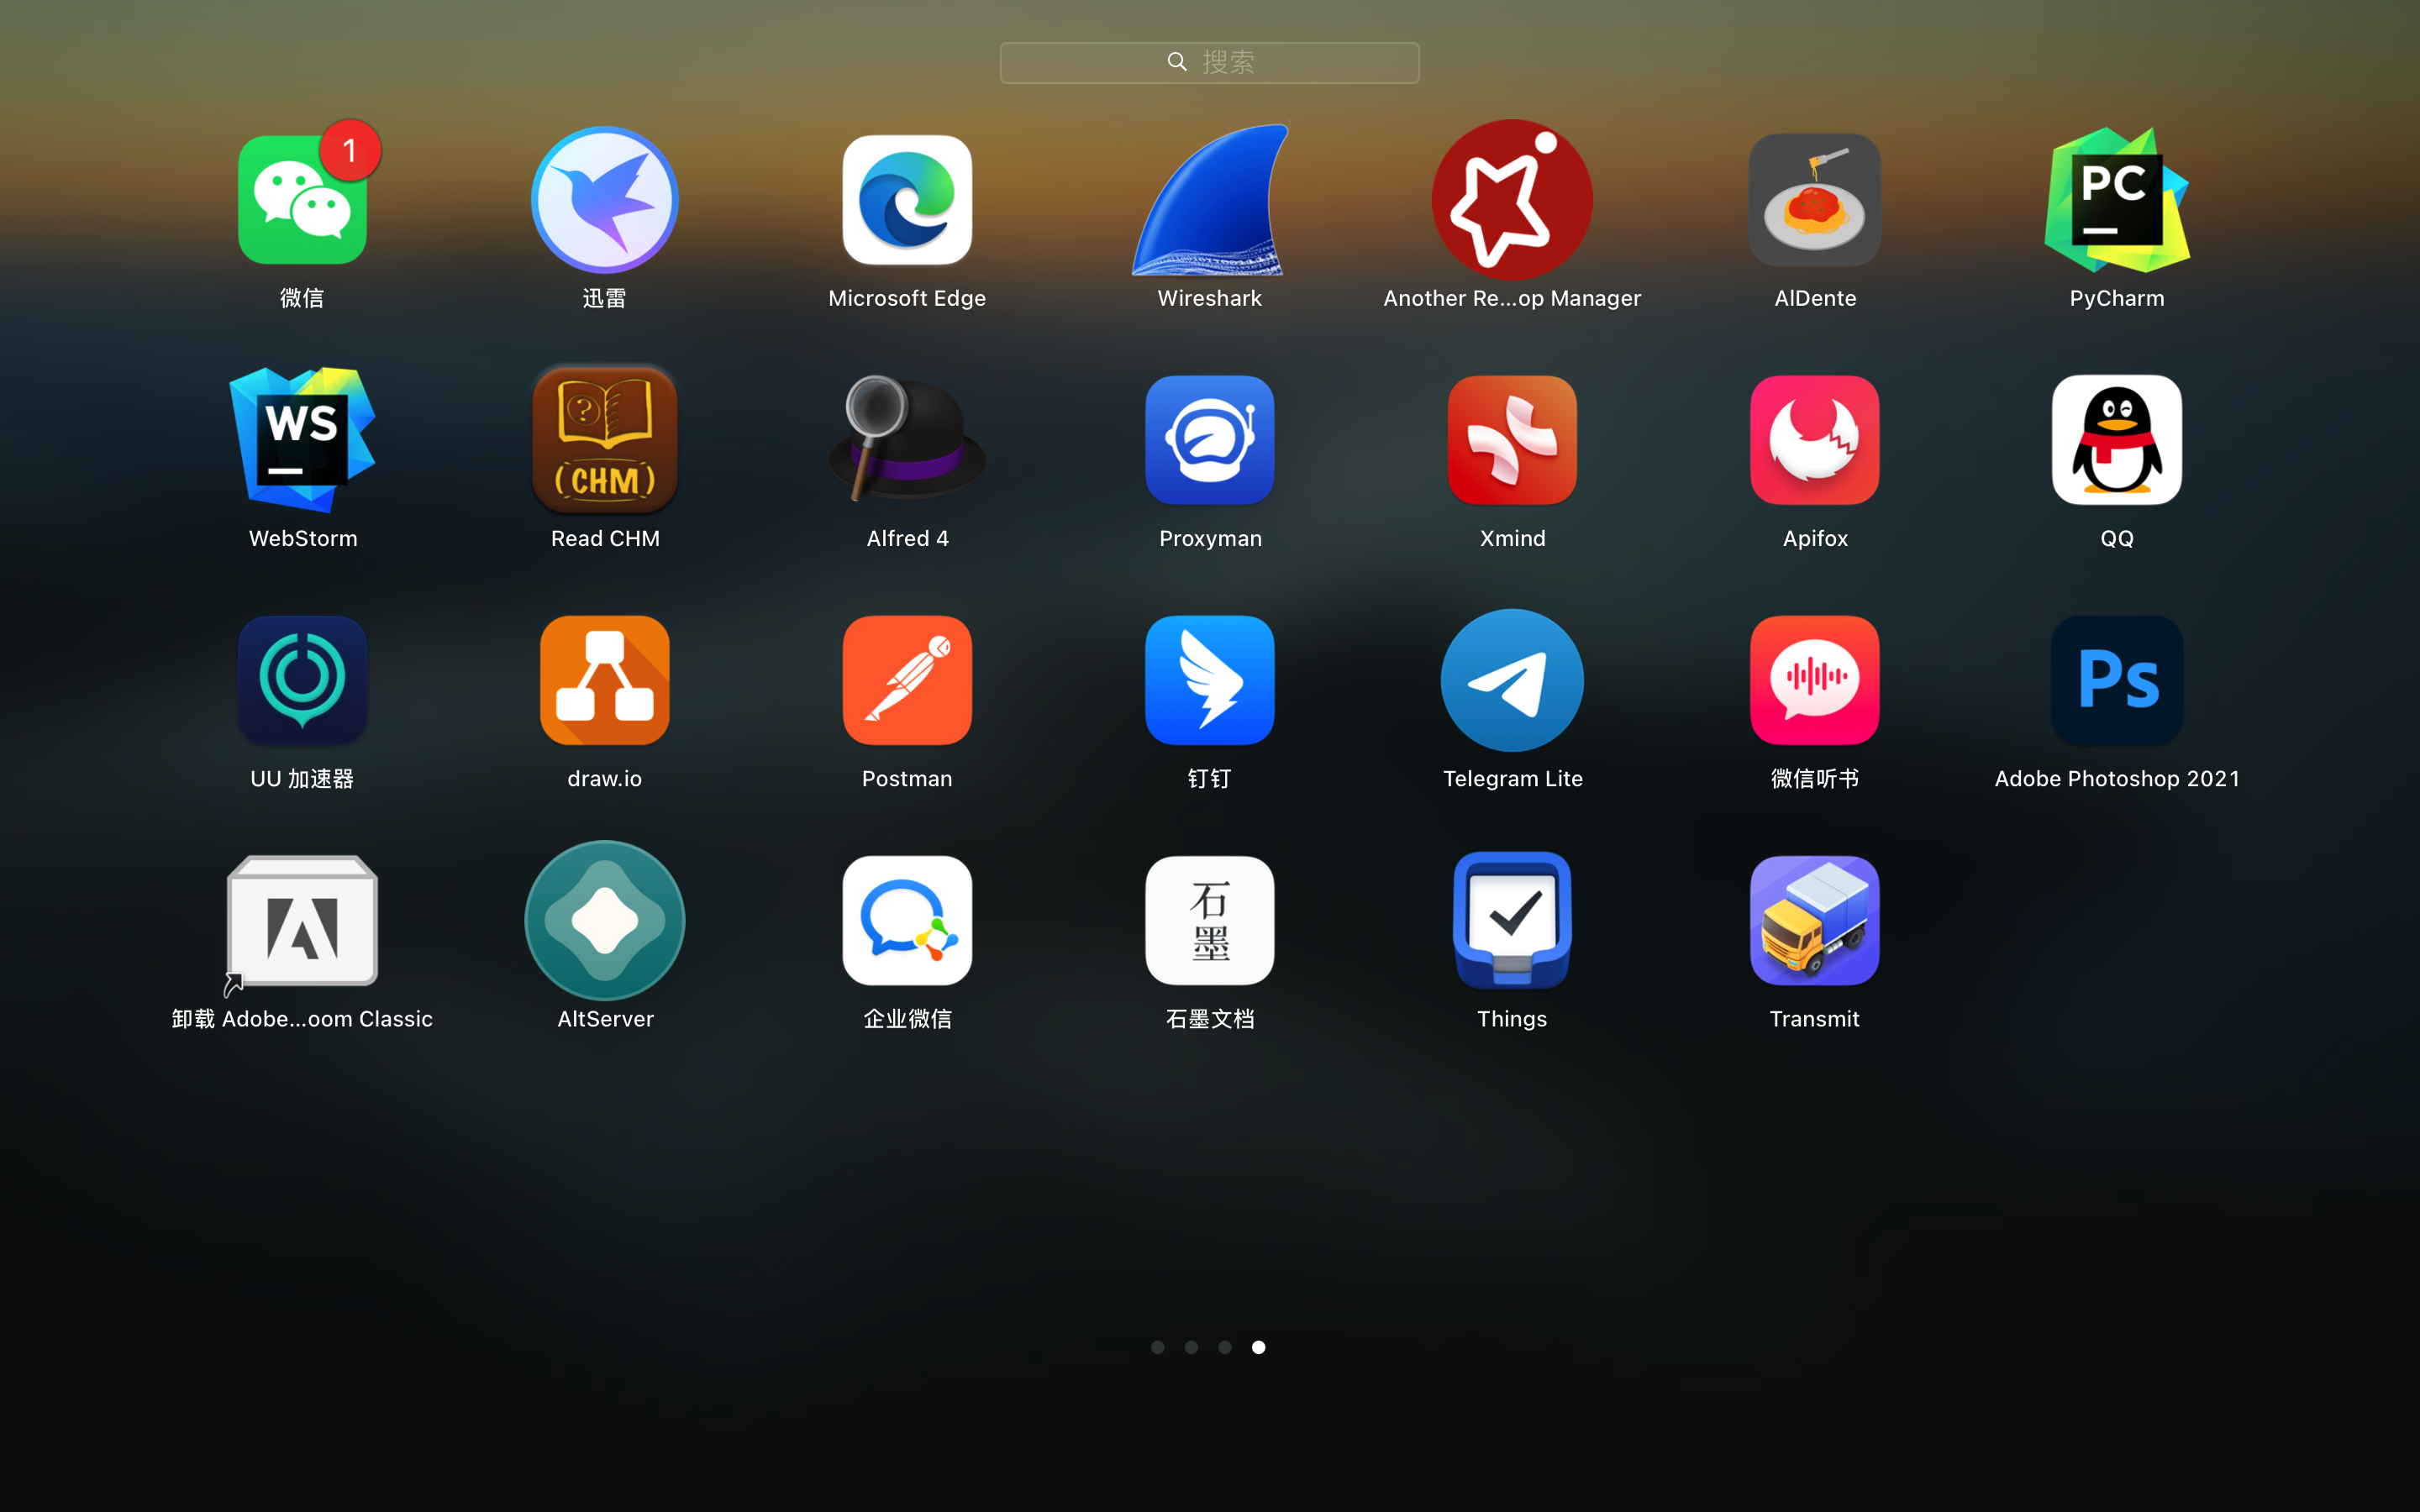 搜索
1
微信
迅雷
Microsoft Edge
Wireshark
Another Re...op Manager
AlDente
PC
PyCharm
WS
WebStorm
?
(CHM)
Read CHM
Alfred 4
Proxyman
Xmind
Apifox
QQ
UU 加速器
draw.io
Postman
钉钉
Telegram Lite
微信听书
Ps
Adobe Photoshop 2021
卸载 Adobe...oom Classic
AltServer
企业微信
石
墨
石墨文档
Things
Transmit